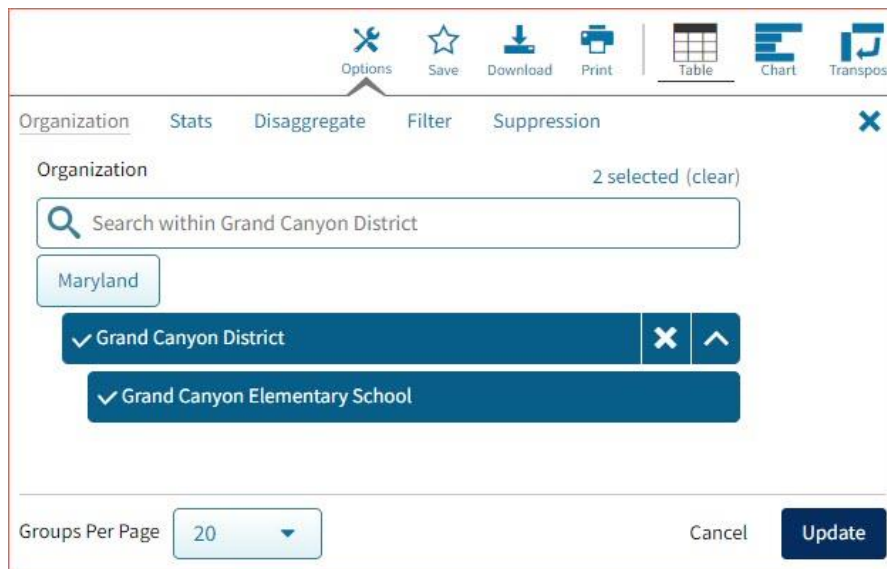 Options Save Download Print Table Chart Transpos
Organization Stats Disaggregate Filter Suppression
Organization 2 selected (clear)
Search within Grand Canyon District
Maryland
Grand Canyon District
Grand Canyon Elementary School
Groups Per Page 20 Cancel Update